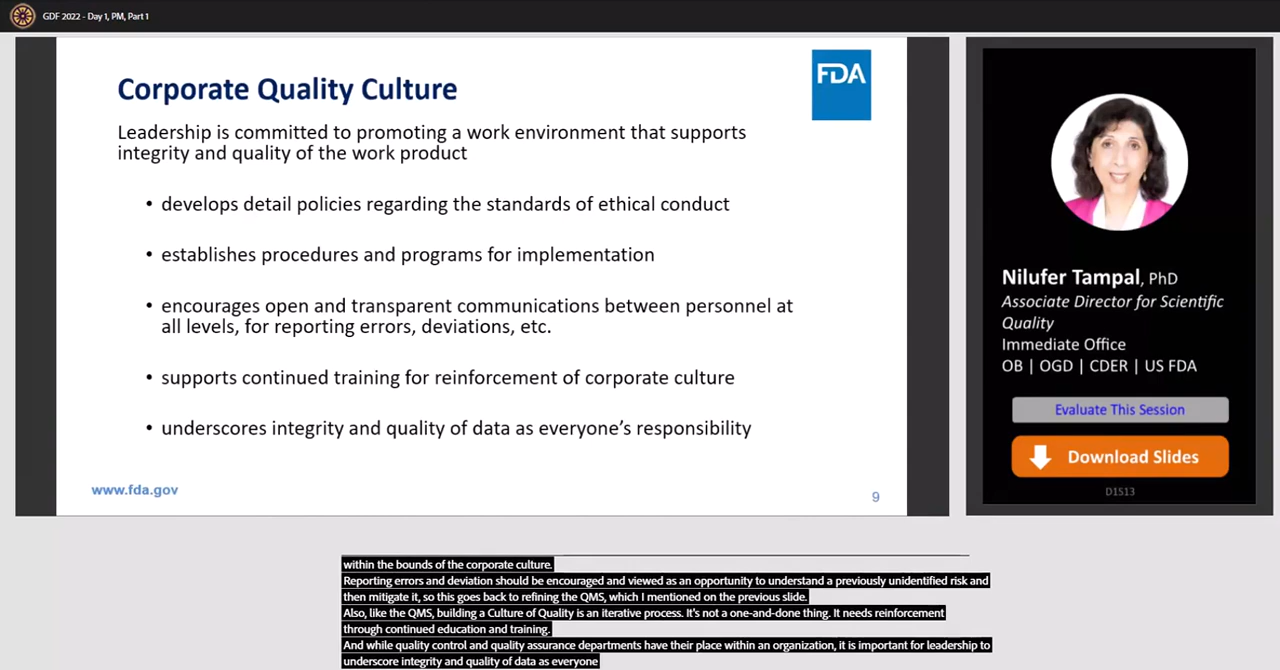 GDF 2022 - Day 1, PM, Part 1
FDA
Corporate Quality Culture
Leadership is committed to promoting a work environment that supports
integrity and quality of the work product
• develops detail policies regarding the standards of ethical conduct
• establishes procedures and programs for implementation
• encourages open and transparent communications between personnel at
all levels, for reporting errors, deviations, etc.
• supports continued training for reinforcement of corporate culture
• underscores integrity and quality of data as everyone's responsibility
www.fda.gov
9
Nilufer Tampal, PhD
Associate Director for Scientific
Quality
Immediate Office
OB | OGD | CDER | US FDA
Evaluate This Session
Download Slides
D1S13
within the bounds of the corporate culture.
Reporting errors and deviation should be encouraged and viewed as an opportunity to understand a previously unidentified risk and
then mitigate it, so this goes back to refining the QMS, which I mentioned on the previous slide.
Also, like the QMS, building a Culture of Quality is an iterative process. It's not a one-and-done thing. It needs reinforcement
through continued education and training.
And while quality control and quality assurance departments have their place within an organization, it is important for leadership to
underscore integrity and quality of data as everyone